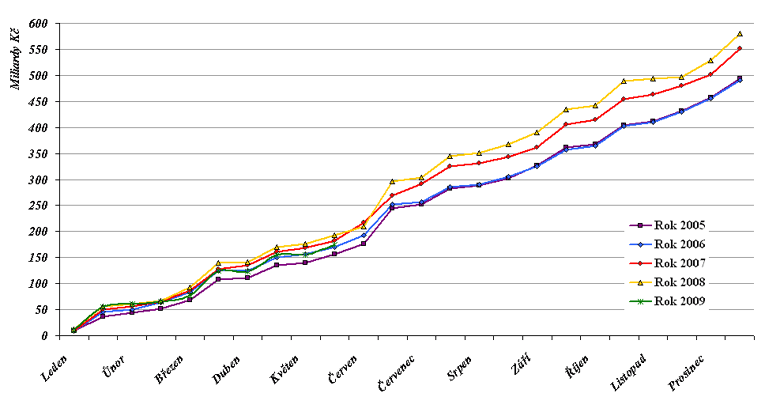 Miliardy Kč
600
550
500
450
400
350
300
250
200
150
100
50
0
Leden
Únor
Březen
Duben
Květen
Červen
Červenec
Srpen
Září
Říjen
Listopad
Prosinec
Rok 2005
Rok 2006
Rok 2007
Rok 2008
Rok 2009